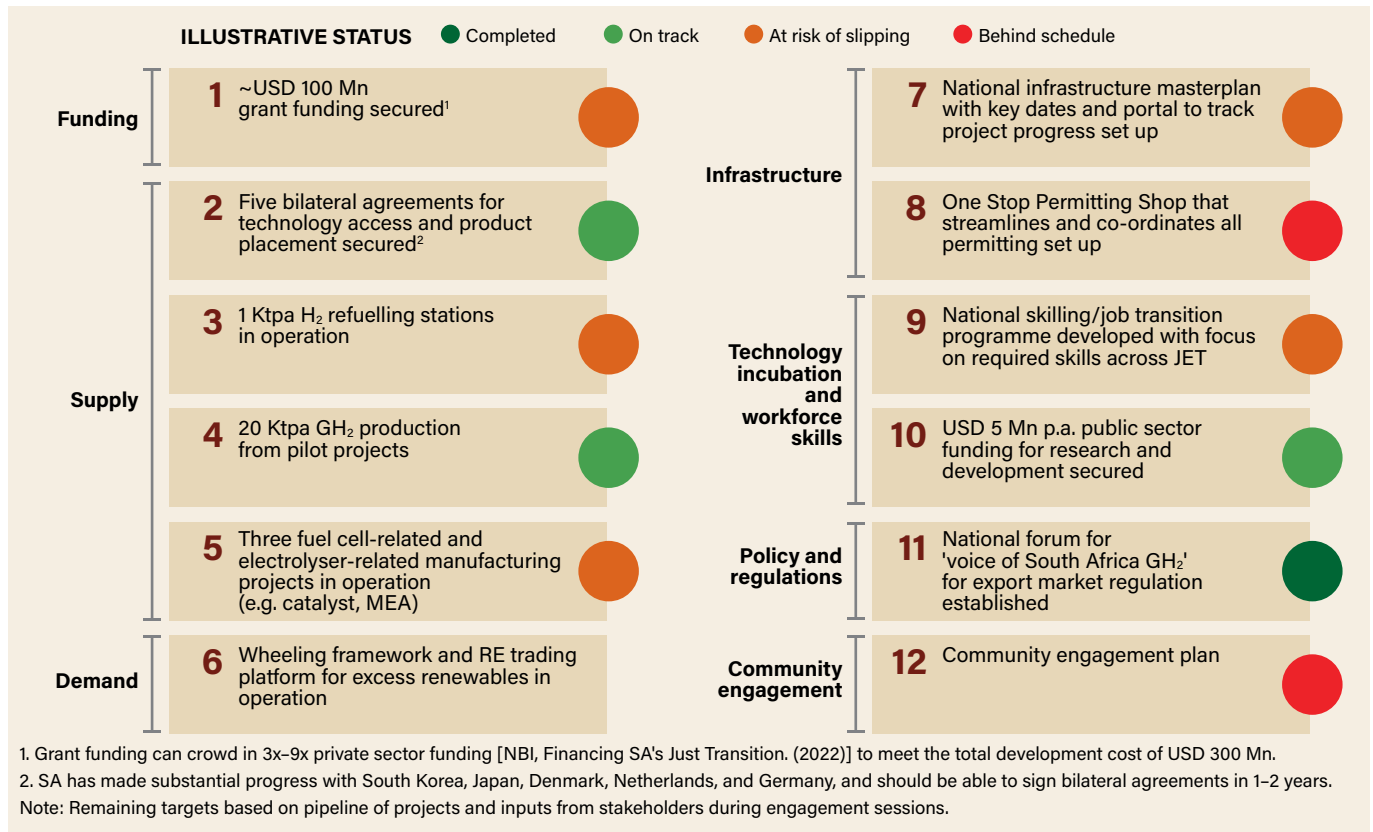 ILLUSTRATIVE STATUS
Completed
On track
At risk of slipping
Behind schedule
Funding
1
~USD 100 Mn
grant funding secured¹
Supply
2
Five bilateral agreements for
technology access and product
placement secured²
3
1 Ktpa H₂ refuelling stations
in operation
4
20 Ktpa GH₂ production
from pilot projects
5
Three fuel cell-related and
electrolyser-related manufacturing
projects in operation
(e.g. catalyst, MEA)
Demand
6
Wheeling framework and RE trading
platform for excess renewables in
operation
Infrastructure
7
National infrastructure masterplan
with key dates and portal to track
project progress set up
8
One Stop Permitting Shop that
streamlines and co-ordinates all
permitting set up
Technology
incubation
and
workforce
skills
9
National skilling/job transition
programme developed with focus
on required skills across JET
10
USD 5 Mn p.a. public sector
funding for research and
development secured
Policy and
regulations
11
National forum for
'voice of South Africa GH₂'
for export market regulation
established
Community
engagement
12
Community engagement plan
1. Grant funding can crowd in 3x–9x private sector funding [NBI, Financing SA's Just Transition. (2022)] to meet the total development cost of USD 300 Mn.
2. SA has made substantial progress with South Korea, Japan, Denmark, Netherlands, and Germany, and should be able to sign bilateral agreements in 1–2 years.
Note: Remaining targets based on pipeline of projects and inputs from stakeholders during engagement sessions.